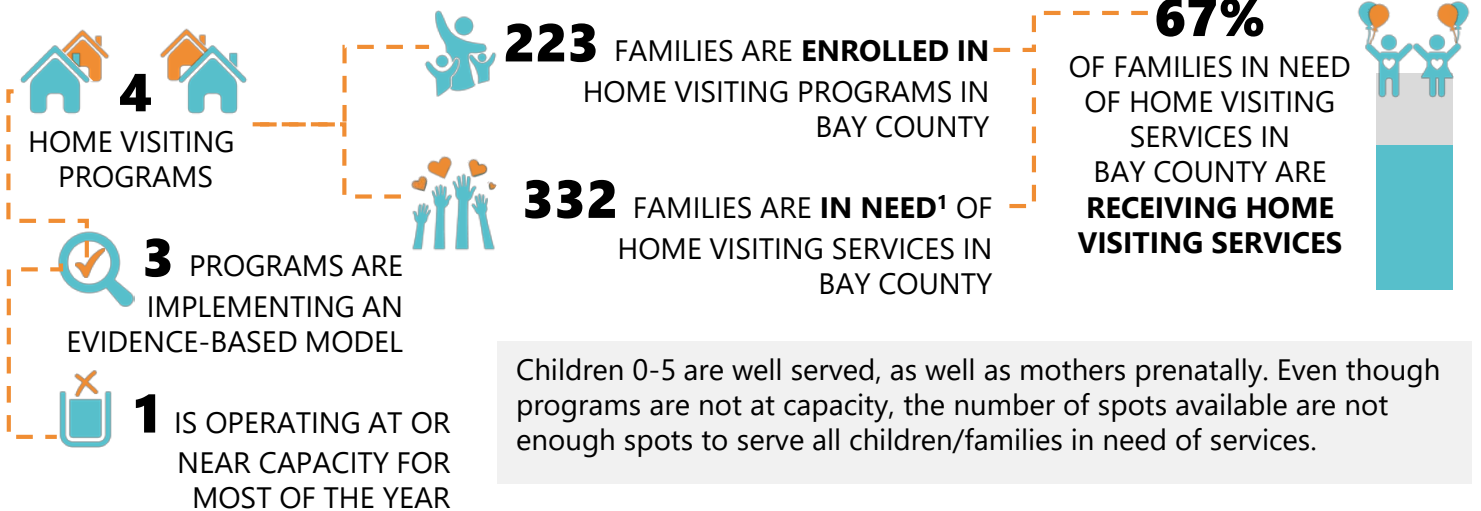 4
HOME VISITING
PROGRAMS
3 PROGRAMS ARE
IMPLEMENTING AN
EVIDENCE-BASED MODEL
1 IS OPERATING AT OR
NEAR CAPACITY FOR
MOST OF THE YEAR
223 FAMILIES ARE ENROLLED IN
HOME VISITING PROGRAMS IN
BAY COUNTY
332 FAMILIES ARE IN NEED¹ OF
HOME VISITING SERVICES IN
BAY COUNTY
67%
OF FAMILIES IN NEED
OF HOME VISITING
SERVICES IN
BAY COUNTY ARE
RECEIVING HOME
VISITING SERVICES
Children 0-5 are well served, as well as mothers prenatally. Even though
programs are not at capacity, the number of spots available are not
enough spots to serve all children/families in need of services.